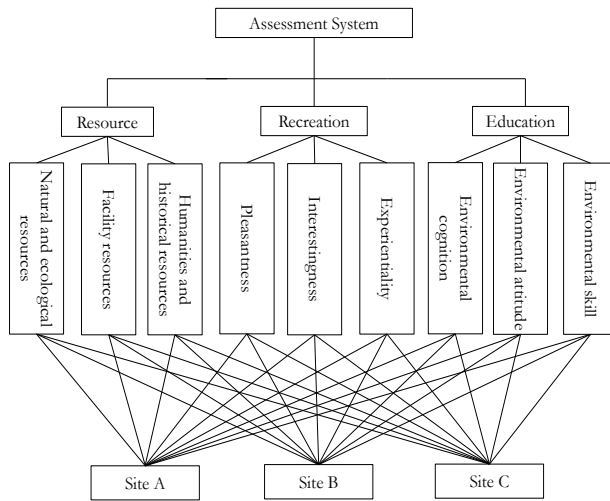 Assessment System
Resource
Recreation
Education
Natural and ecological
resources
Facility resources
Humanities and
historical resources
Pleasantness
Interestingness
Experientiality
Environmental
cognition
Environmental attitude
Environmental skill
Site A
Site B
Site C